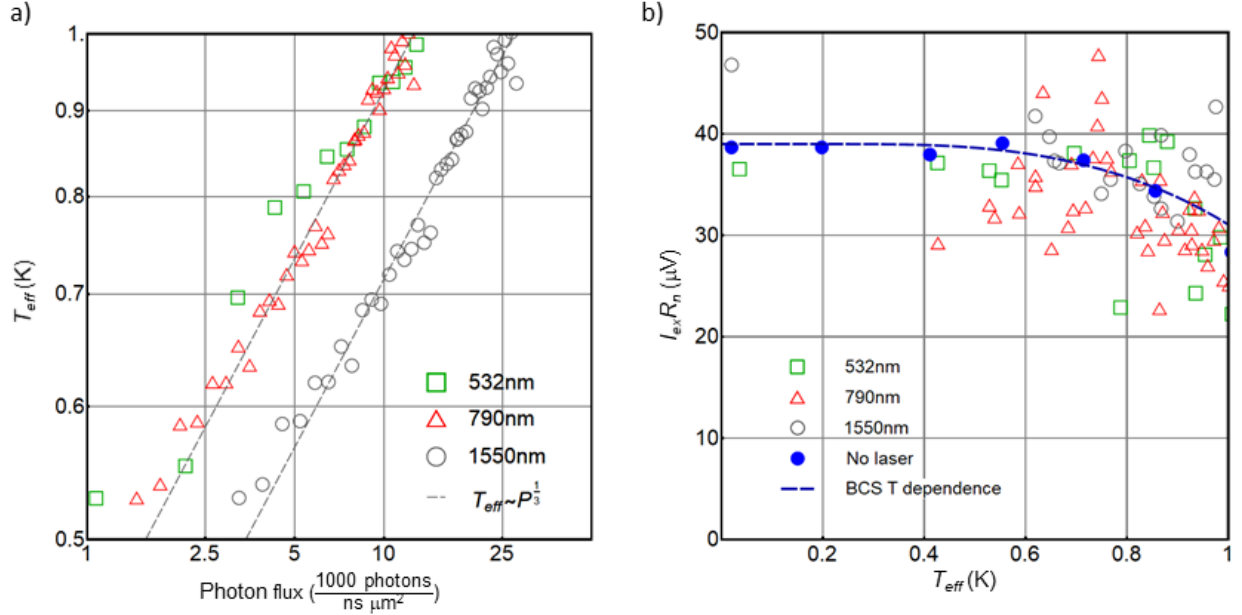 a)
1.
0.9
0.8
0.7
0.6
0.5
T_eff (K)
1
2.5
5
10
25
Photon flux (1000 photons / ns μm²)
532nm
790nm
1550nm
T_eff~P^1/3
b)
50
40
30
20
10
0
I_ex R_n (μV)
0.2
0.4
0.6
0.8
1
T_eff (K)
532nm
790nm
1550nm
No laser
BCS T dependence